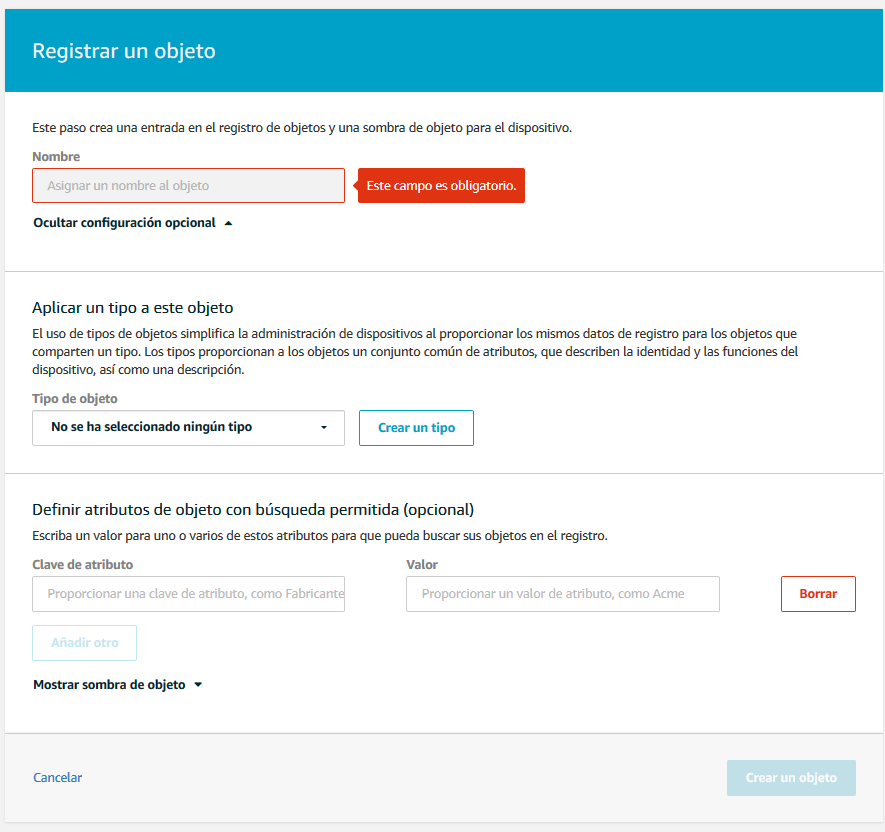 Registrar un objeto
Este paso crea una entrada en el registro de objetos y una sombra de objeto para el dispositivo.
Nombre
Asignar un nombre al objeto
Este campo es obligatorio.
Ocultar configuración opcional
Aplicar un tipo a este objeto
El uso de tipos de objetos simplifica la administración de dispositivos al proporcionar los mismos datos de registro para los objetos que
comparten un tipo. Los tipos proporcionan a los objetos un conjunto común de atributos, que describen la identidad y las funciones del
dispositivo, así como una descripción.
Tipo de objeto
No se ha seleccionado ningún tipo
Crear un tipo
Definir atributos de objeto con búsqueda permitida (opcional)
Escriba un valor para uno o varios de estos atributos para que pueda buscar sus objetos en el registro.
Clave de atributo
Valor
Proporcionar una clave de atributo, como Fabricante
Proporcionar un valor de atributo, como Acme
Borrar
Añadir otro
Mostrar sombra de objeto
Cancelar
Crear un objeto